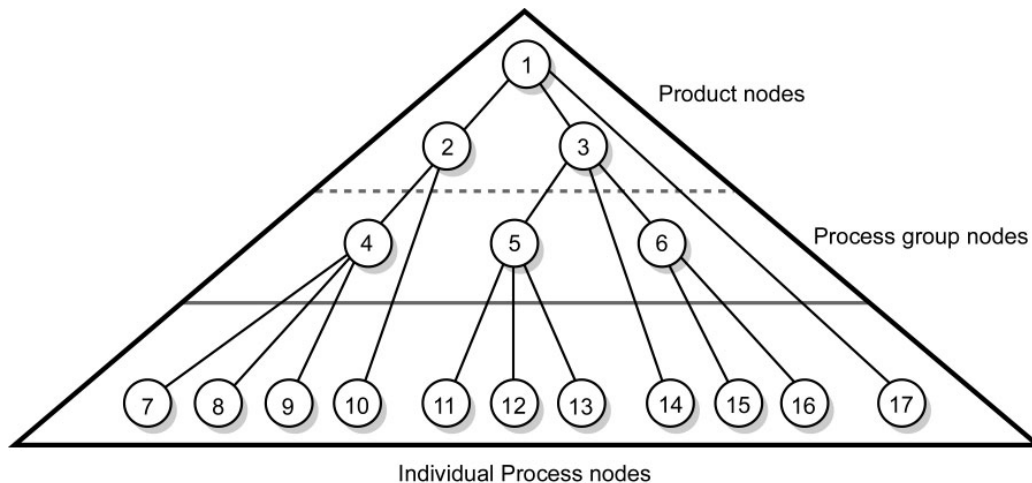 1
Product nodes
2
3
Process group nodes
4
5
6
7 8 9 10 11 12 13 14 15 16 17
Individual Process nodes